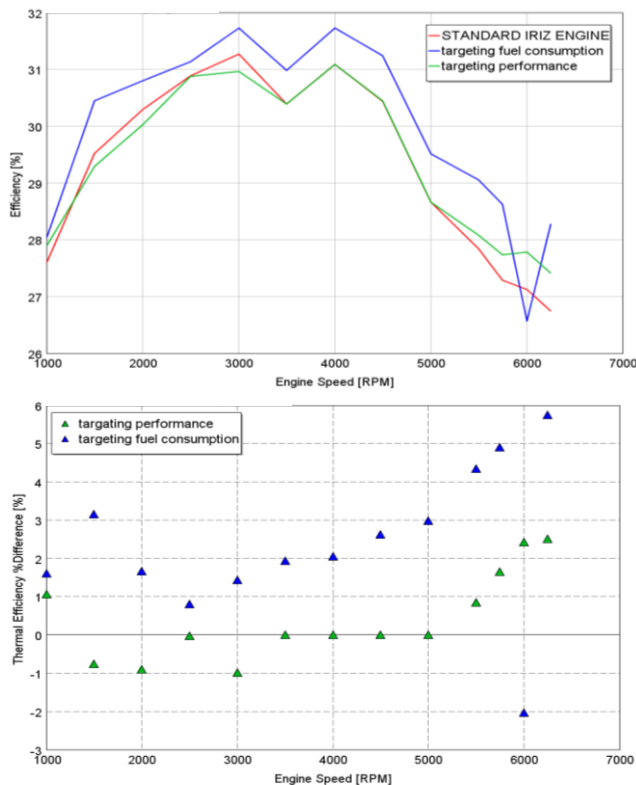 32
31
30
29
28
27
26
Efficiency [%]
STANDARD IRIZ ENGINE
targeting fuel consumption
targeting performance
1000 2000 3000 4000 5000 6000 7000
Engine Speed [RPM]
6
5
4
3
2
1
0
-1
-2
-3
Thermal Efficiency %Difference [%]
targating performance
targeting fuel consumption
1000 2000 3000 4000 5000 6000 7000
Engine Speed [RPM]